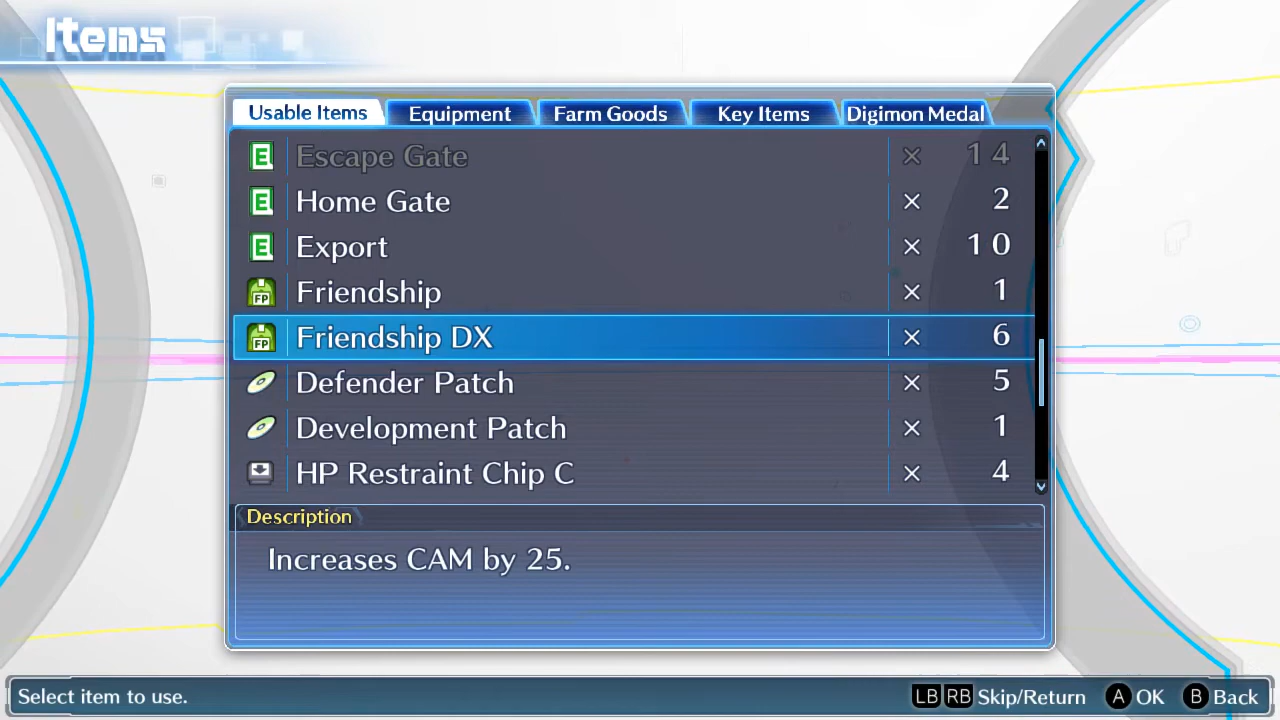 Items
Usable Items Equipment Farm Goods Key Items Digimon Medal
E Escape Gate × 14
E Home Gate × 2
E Export × 10
FP Friendship × 1
FP Friendship DX × 6
Defender Patch × 5
Development Patch × 1
HP Restraint Chip C × 4
Description
Increases CAM by 25.
Select item to use. LB RB Skip/Return A OK B Back